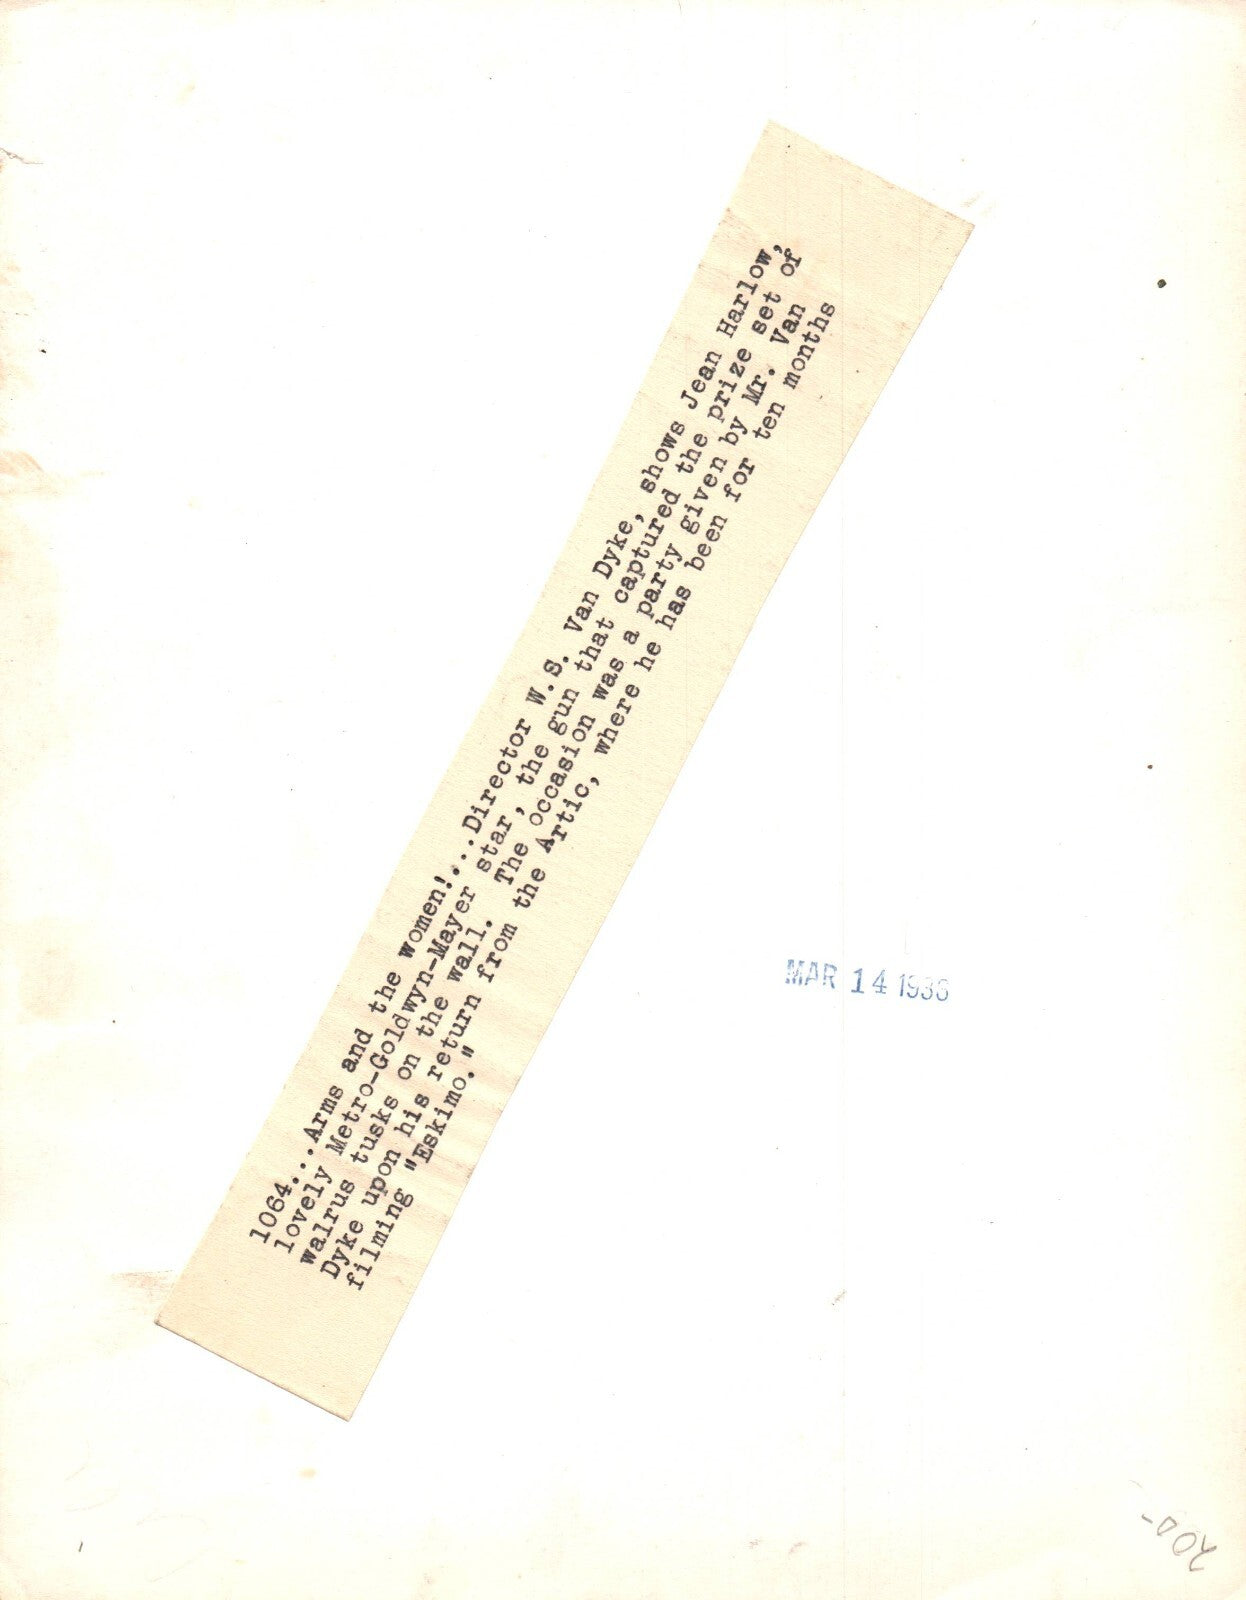 1064...Arms and the women!...Director W.S. Van Dyke, shows Jean Harlow,
lovely Metro-Goldwyn-Mayer star, the gun that captured the prize set of
walrus tusks on the wall.  The occasion was a party given by Mr. Van
Dyke upon his return from the Artic, where he has been for ten months
filming "Eskimo."
MAR 14 1933
200-